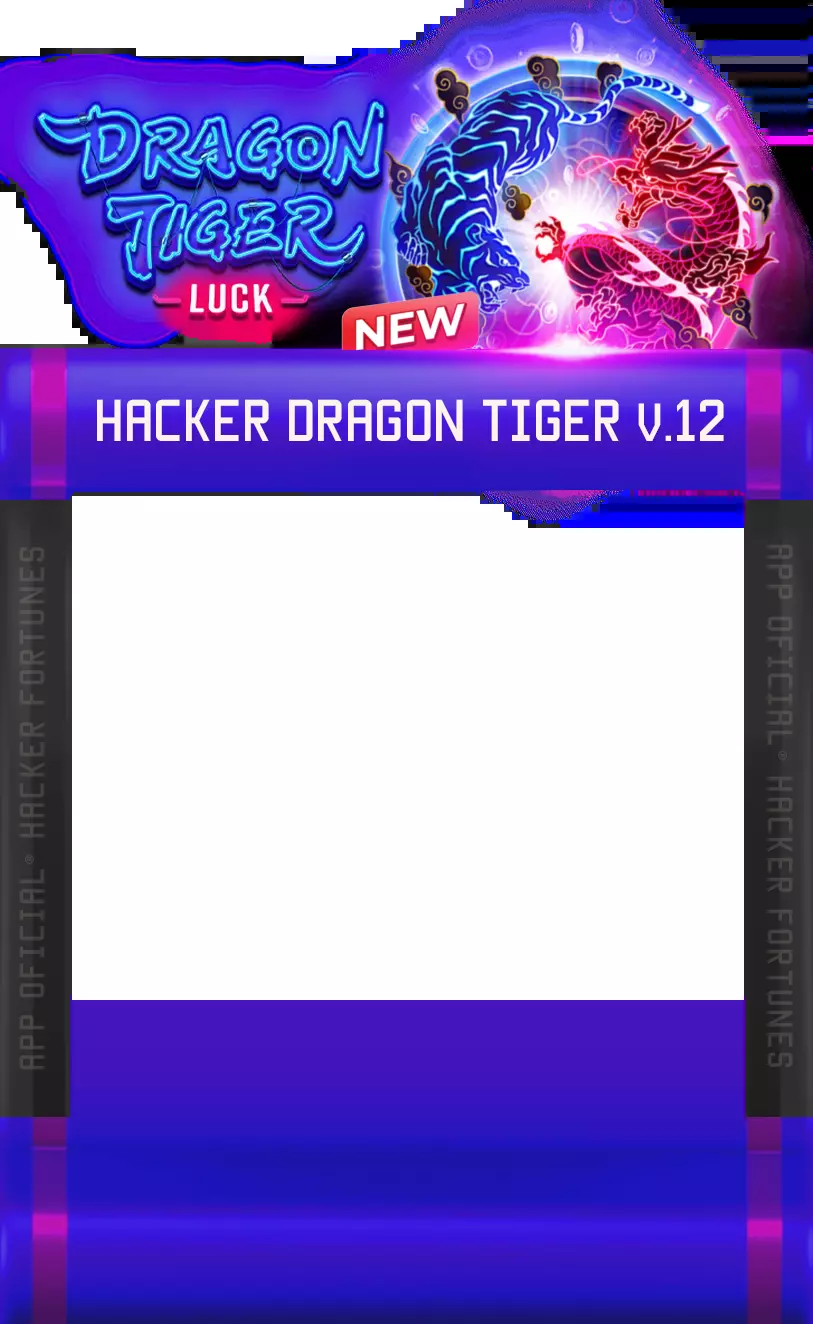 DRAGON
TIGER
LUCK
NEW
HACKER DRAGON TIGER V.12
APP OFICIAL® HACKER FORTUNES
APP OFICIAL® HACKER FORTUNES